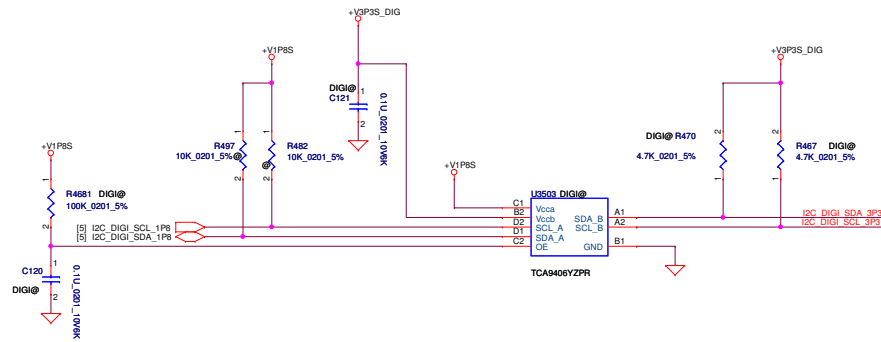 +V3P3S_DIG
+V1P8S
+V3P3S_DIG
DIGI@
C121
1
2
0.1U_0201_10V6K
1
1
R497
10K_0201_5%
@
2
R482
10K_0201_5%
@
2
2
2
DIGI@ R470
4.7K_0201_5%
1
R467 DIGI@
4.7K_0201_5%
1
+V1P8S
+V1P8S
1
R4681 DIGI@
100K_0201_5%
2
U3503 DIGI@
C1 Vcca
B2 Vccb
D2 SCL_A
D1 SDA_A
C2 OE
SDA_B A1
SCL_B A2
GND B1
TCA9406YZPR
[5] I2C_DIGI_SCL_1P8
[5] I2C_DIGI_SDA_1P8
I2C_DIGI_SDA_3P3
I2C_DIGI_SCL_3P3
C120
DIGI@
1
2
0.1U_0201_10V6K